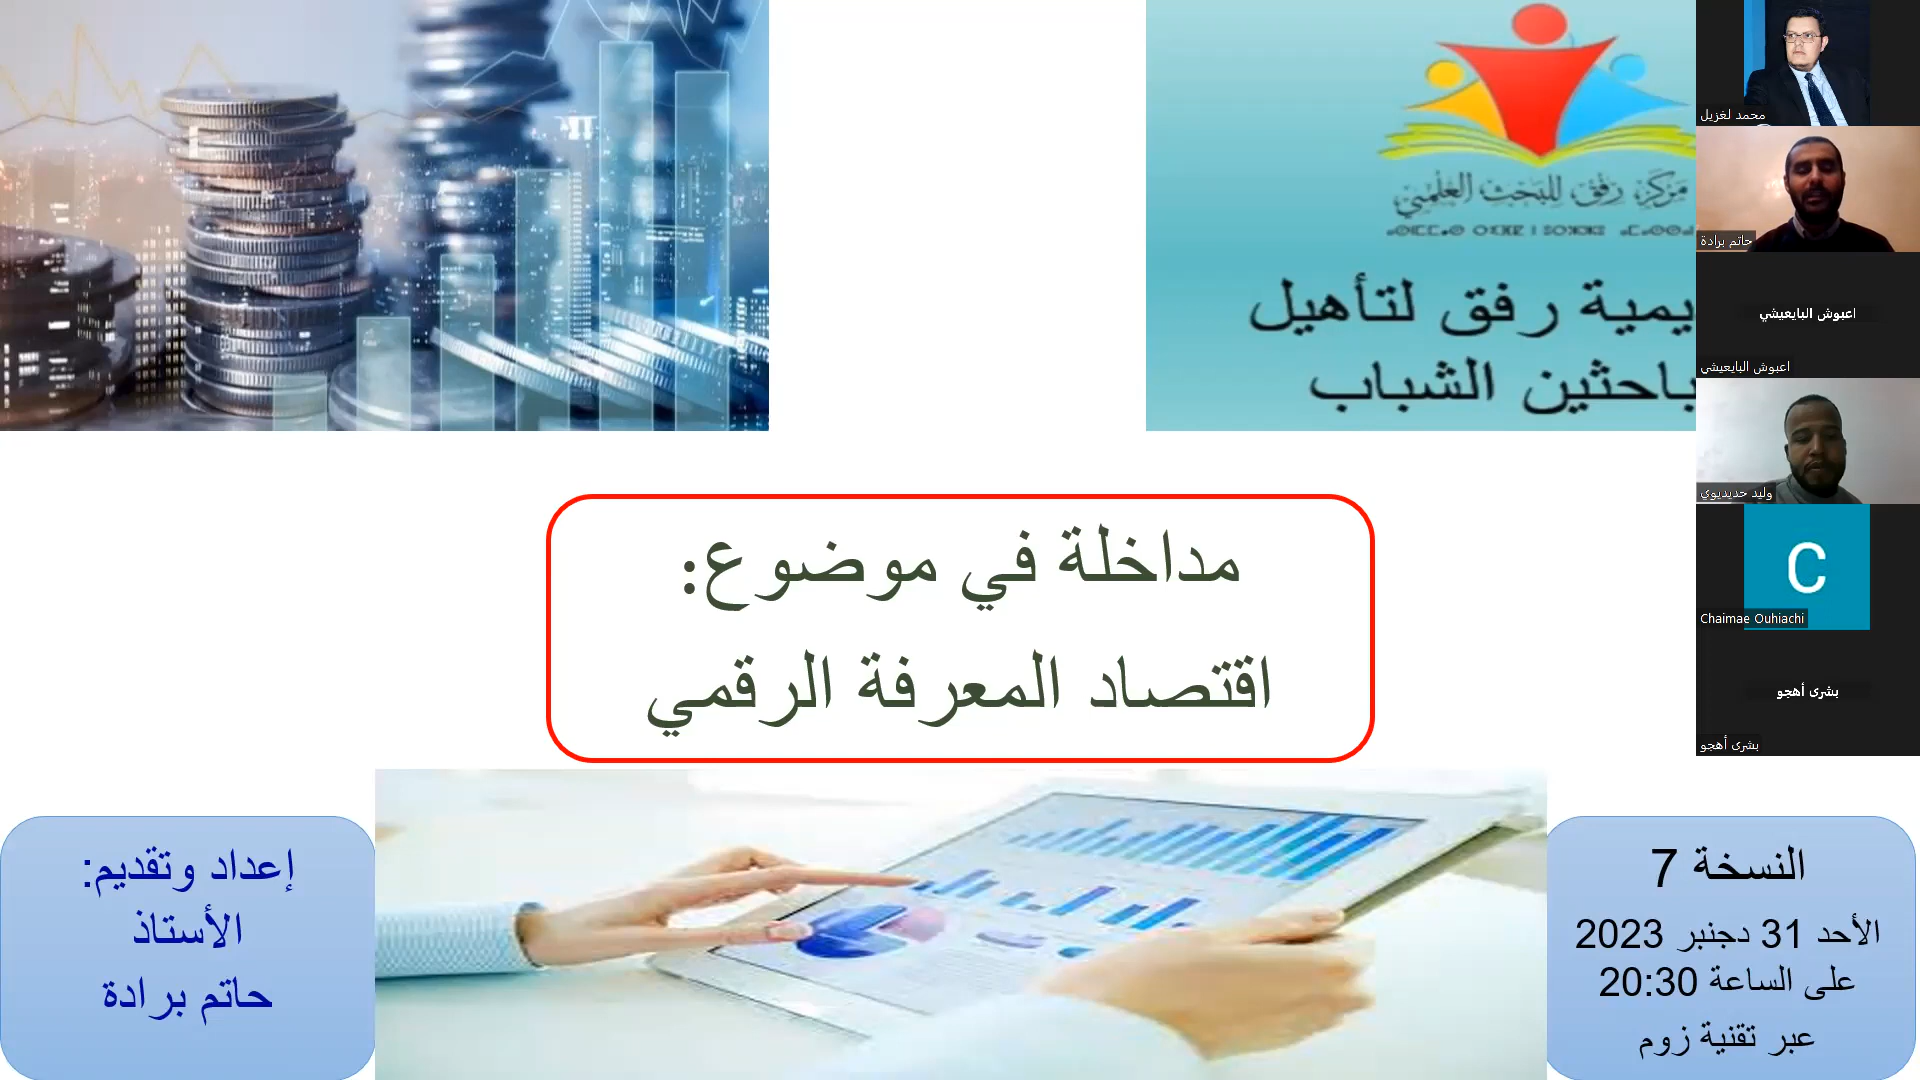 مركز رفق للبحث العلمي
يمية رفق لتأهيل
باحثين الشباب
مداخلة في موضوع:
اقتصاد المعرفة الرقمي
إعداد وتقديم:
الأستاذ
حاتم برادة
النسخة 7
الأحد 31 دجنبر 2023
على الساعة 20:30
عبر تقنية زوم
محمد لغزيل
حاتم برادة
اعبوش البايعيشي
اعبوش البايعيشي
وليد حديديوي
C
Chaimae Ouhiachi
بشرى أهجو
بشرى أهجو